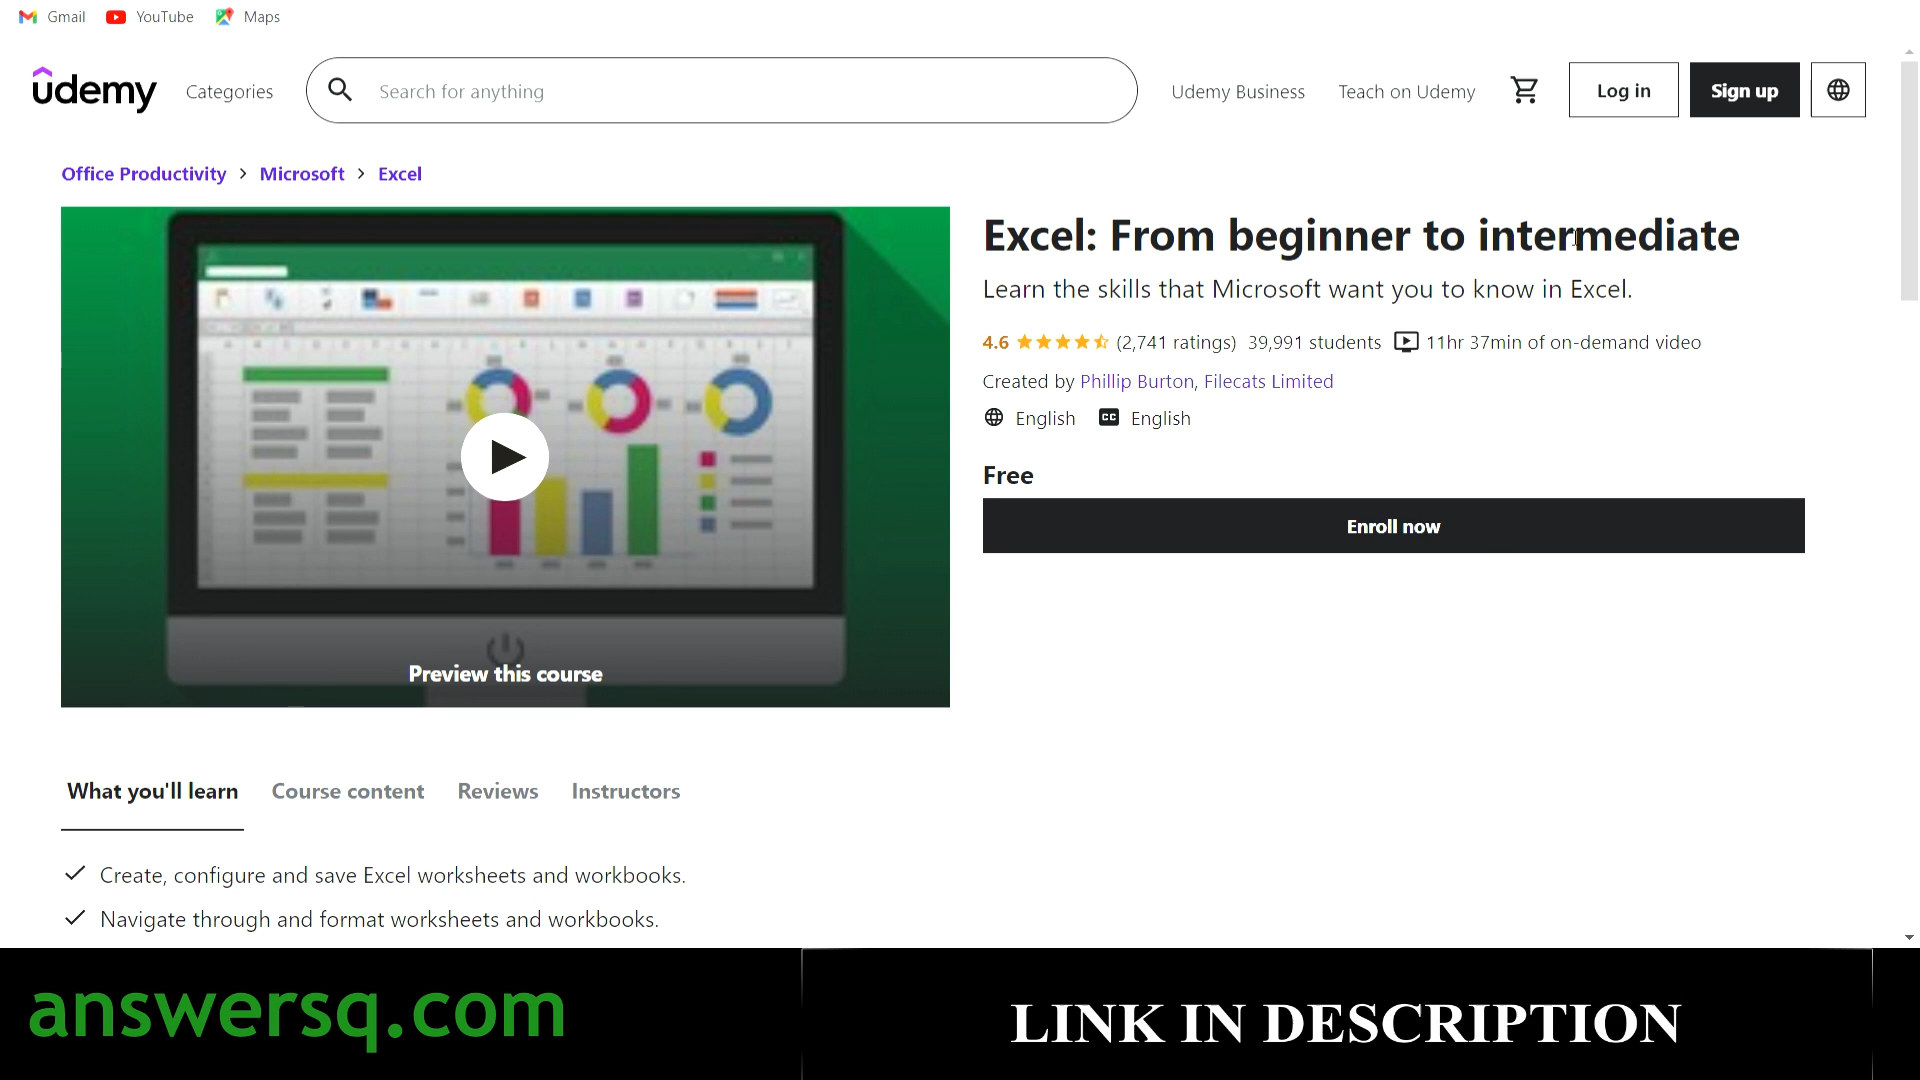 Gmail YouTube Maps
udemy Categories Search for anything Udemy Business Teach on Udemy Log in Sign up
Office Productivity > Microsoft > Excel
Excel: From beginner to intermediate
Learn the skills that Microsoft want you to know in Excel.
4.6 (2,741 ratings) 39,991 students 11hr 37min of on-demand video
Created by Phillip Burton, Filecats Limited
English CC English
Free
Enroll now
Preview this course
What you'll learn Course content Reviews Instructors
Create, configure and save Excel worksheets and workbooks.
Navigate through and format worksheets and workbooks.
answersq.com
LINK IN DESCRIPTION